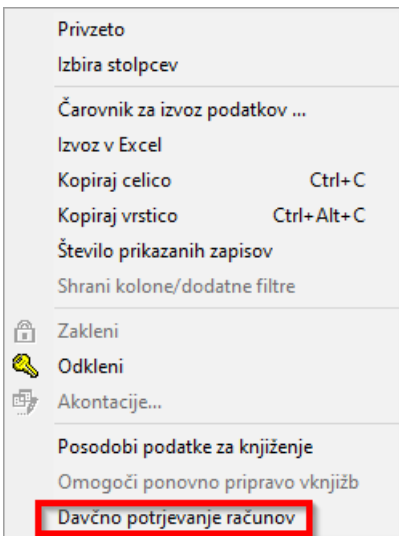 Privzeto
Izbira stolpcev
Čarovnik za izvoz podatkov ...
Izvoz v Excel
Kopiraj celico Ctrl+C
Kopiraj vrstico Ctrl+Alt+C
Število prikazanih zapisov
Shrani kolone/dodatne filtre
Zakleni
Odkleni
Akontacije...
Posodobi podatke za knjiženje
Omogoči ponovno pripravo vknjižb
Davčno potrjevanje računov